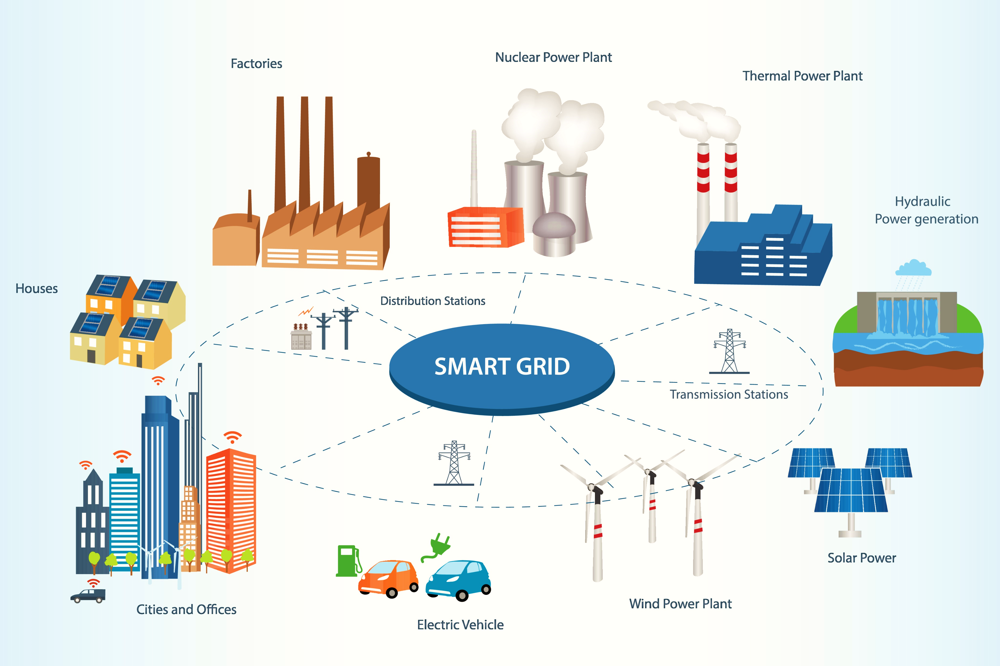 Factories
Nuclear Power Plant
Thermal Power Plant
Hydraulic
Power generation
Houses
Distribution Stations
SMART GRID
Transmission Stations
Solar Power
Cities and Offices
Wind Power Plant
Electric Vehicle